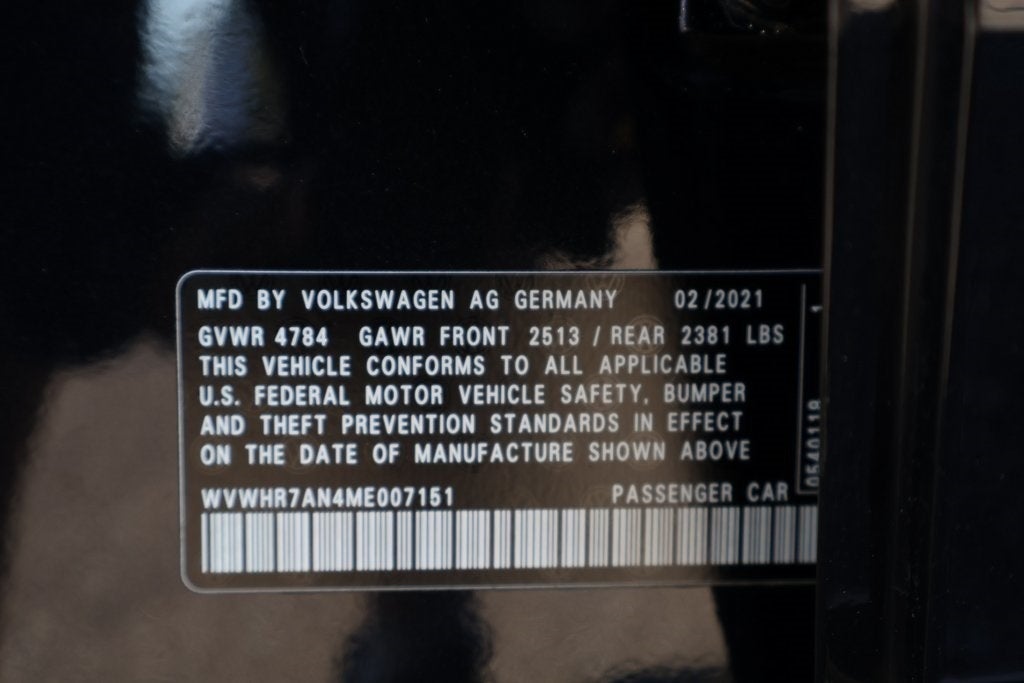 MFD BY VOLKSWAGEN AG GERMANY 02/2021
GVWR 4784 GAWR FRONT 2513 / REAR 2381 LBS
THIS VEHICLE CONFORMS TO ALL APPLICABLE
U.S. FEDERAL MOTOR VEHICLE SAFETY, BUMPER
AND THEFT PREVENTION STANDARDS IN EFFECT
ON THE DATE OF MANUFACTURE SHOWN ABOVE
WVWHR7AN4ME007151 PASSENGER CAR
1